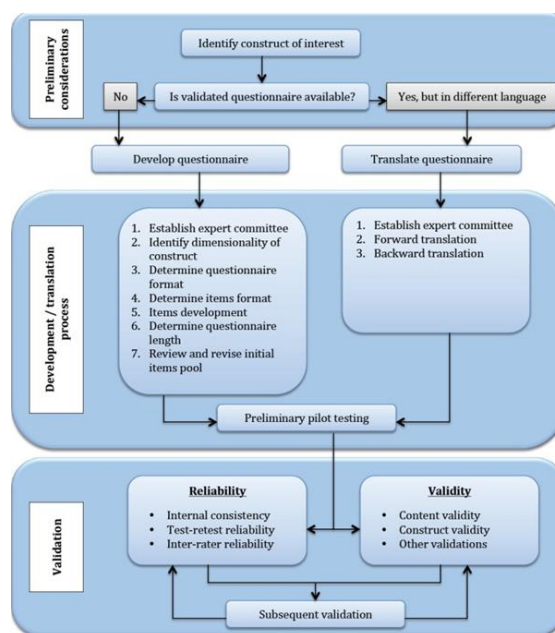 Preliminary
considerations
Identify construct of interest
No
Is validated questionnaire available?
Yes, but in different language
Develop questionnaire
Translate questionnaire
Development / translation
process
1. Establish expert committee
2. Identify dimensionality of
construct
3. Determine questionnaire
format
4. Determine items format
5. Items development
6. Determine questionnaire
length
7. Review and revise initial
items pool
1. Establish expert committee
2. Forward translation
3. Backward translation
Preliminary pilot testing
Validation
Reliability
• Internal consistency
• Test-retest reliability
• Inter-rater reliability
Validity
• Content validity
• Construct validity
• Other validations
Subsequent validation